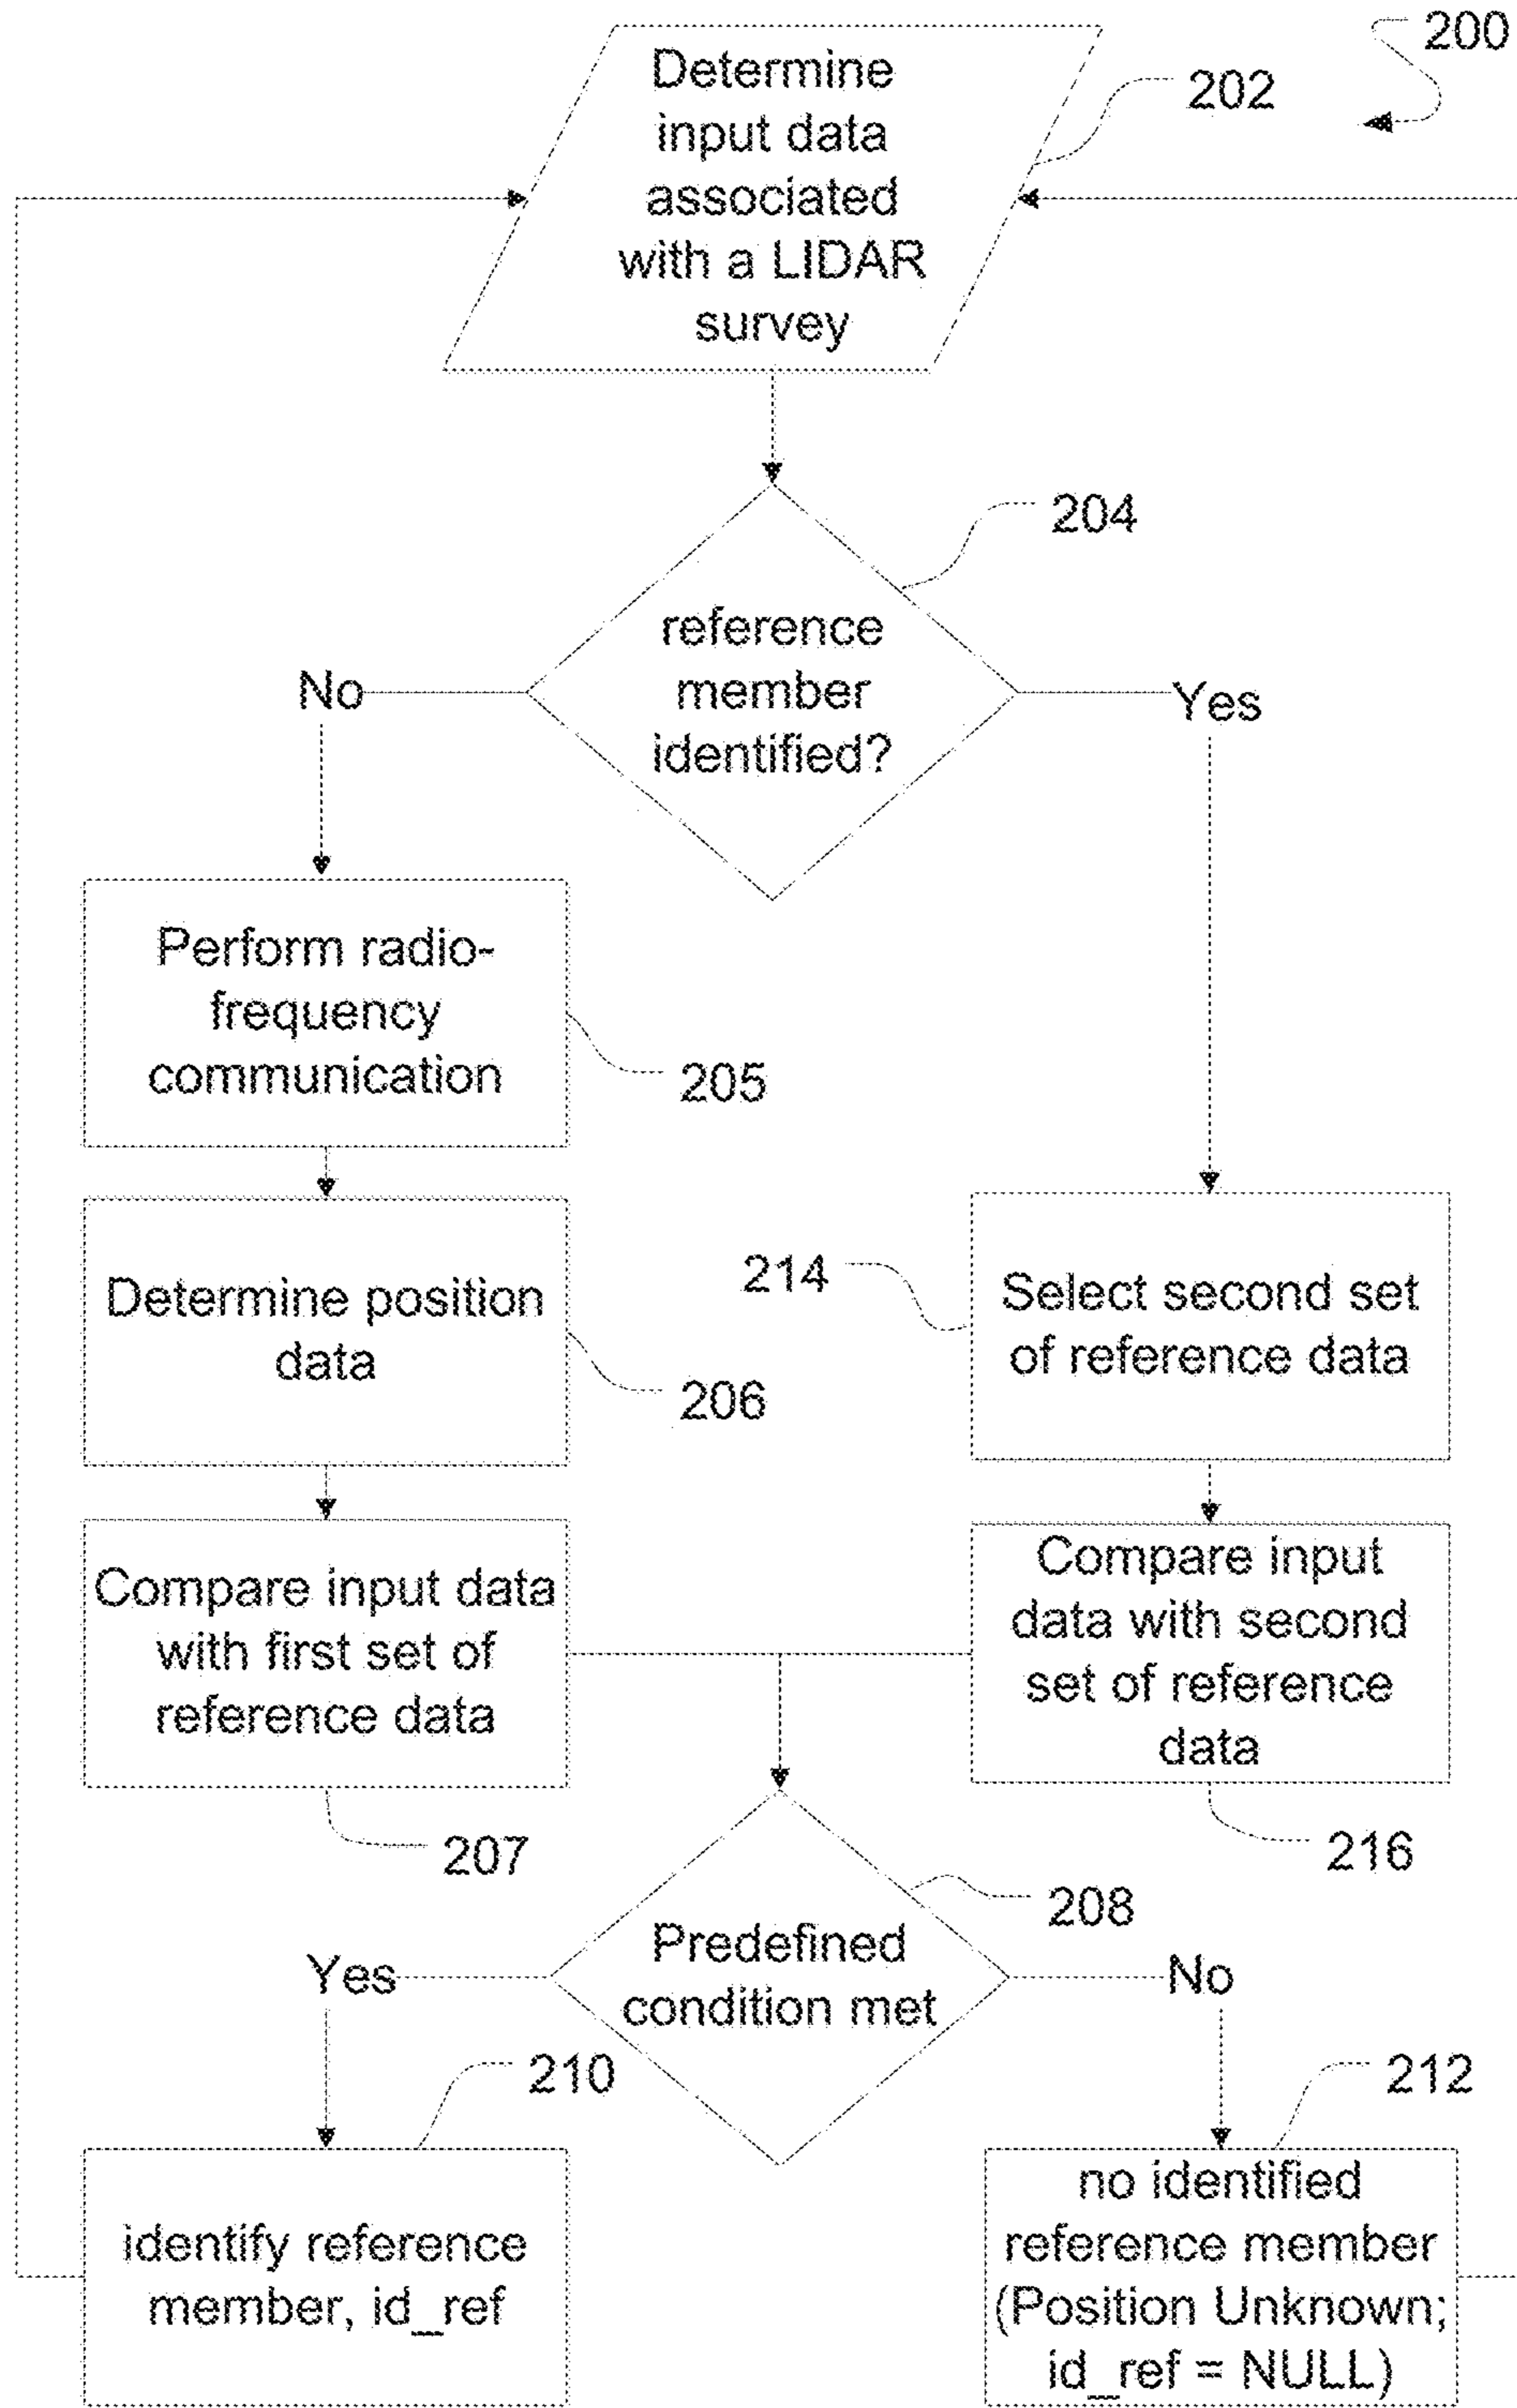 200
Determine
input data
associated
with a LIDAR
survey
202
204
reference
member
identified?
No
Yes
Perform radio-
frequency
communication
205
Determine position
data
206
214
Select second set
of reference data
Compare input data
with first set of
reference data
207
Compare input
data with second
set of reference
data
216
208
Predefined
condition met
Yes
No
210
identify reference
member, id_ref
212
no identified
reference member
(Position Unknown;
id_ref = NULL)